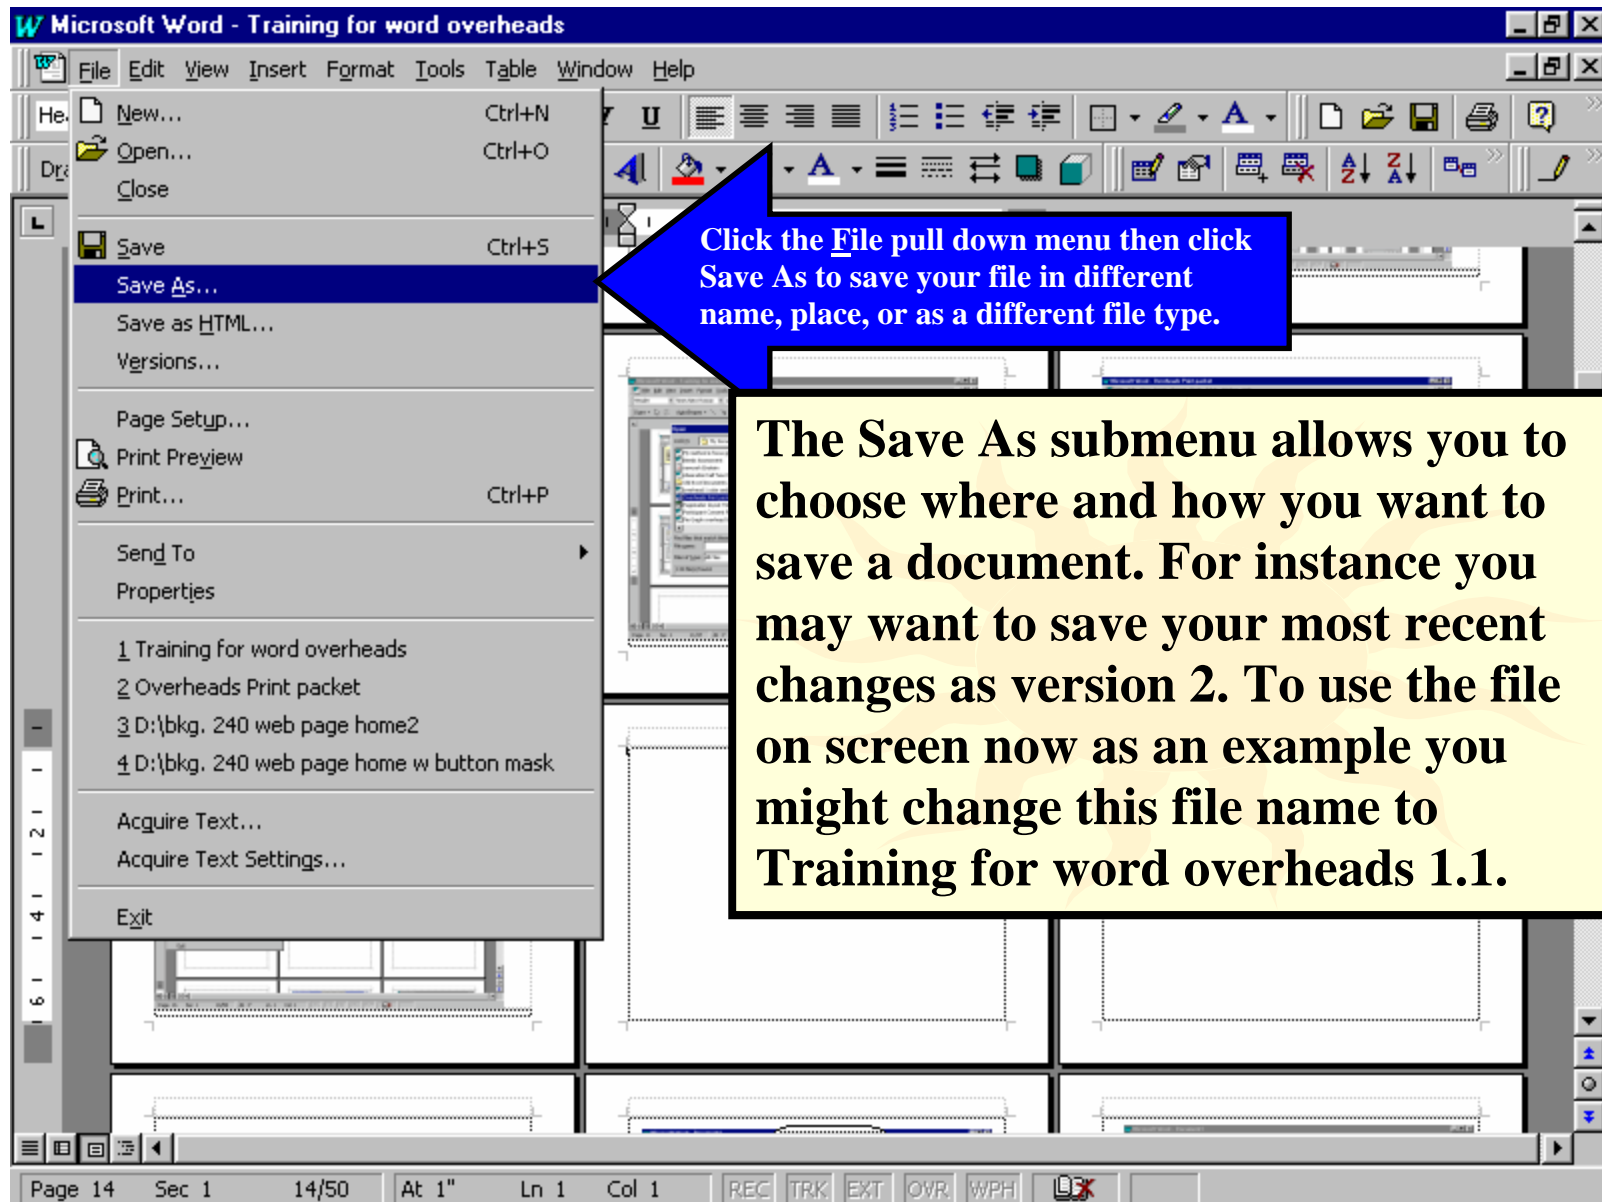 Microsoft Word - Training for word overheads
File Edit View Insert Format Tools Table Window Help
New... Ctrl+N
Open... Ctrl+O
Close
Save Ctrl+S
Save As...
Save as HTML...
Versions...
Page Setup...
Print Preview
Print... Ctrl+P
Send To
Properties
1 Training for word overheads
2 Overheads Print packet
3 D:\bkg. 240 web page home2
4 D:\bkg. 240 web page home w button mask
Acquire Text...
Acquire Text Settings...
Exit
Click the File pull down menu then click
Save As to save your file in different
name, place, or as a different file type.
The Save As submenu allows you to
choose where and how you want to
save a document. For instance you
may want to save your most recent
changes as version 2. To use the file
on screen now as an example you
might change this file name to
Training for word overheads 1.1.
Page 14 Sec 1 14/50 At 1" Ln 1 Col 1 REC TRK EXT OVR WPH